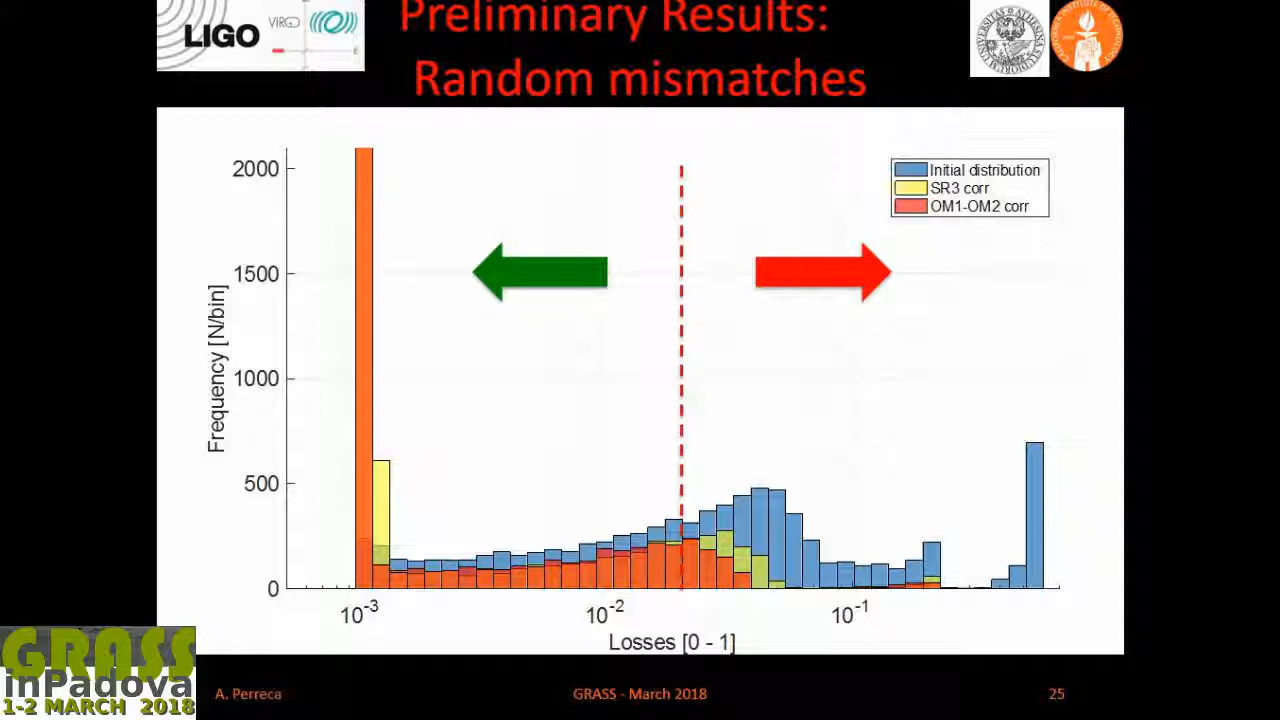 LIGO
VIRGO
Preliminary Results:
Random mismatches
2000
1500
1000
500
0
Frequency [N/bin]
Initial distribution
SR3 corr
OM1-OM2 corr
10-3
10-2
10-1
Losses [0 - 1]
GRASS
inPadova
1-2 MARCH 2018
A. Perreca
GRASS - March 2018
25